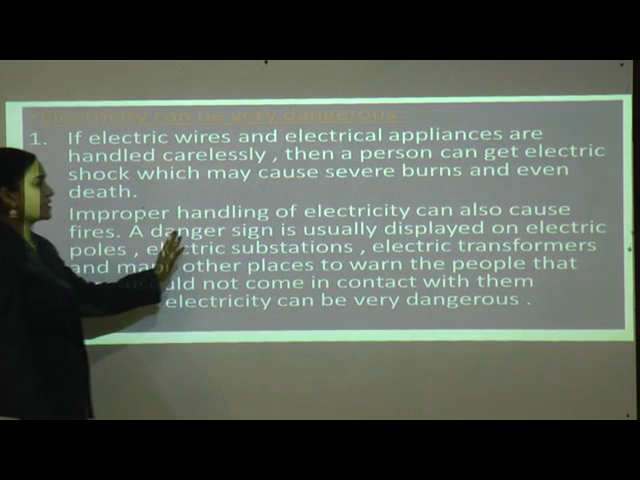 Electricity can be very dangerous .
1. If electric wires and electrical appliances are
handled carelessly , then a person can get electric
shock which may cause severe burns and even
death.
Improper handling of electricity can also cause
fires. A danger sign is usually displayed on electric
poles , electric substations , electric transformers
and many other places to warn the people that
should not come in contact with them
electricity can be very dangerous .